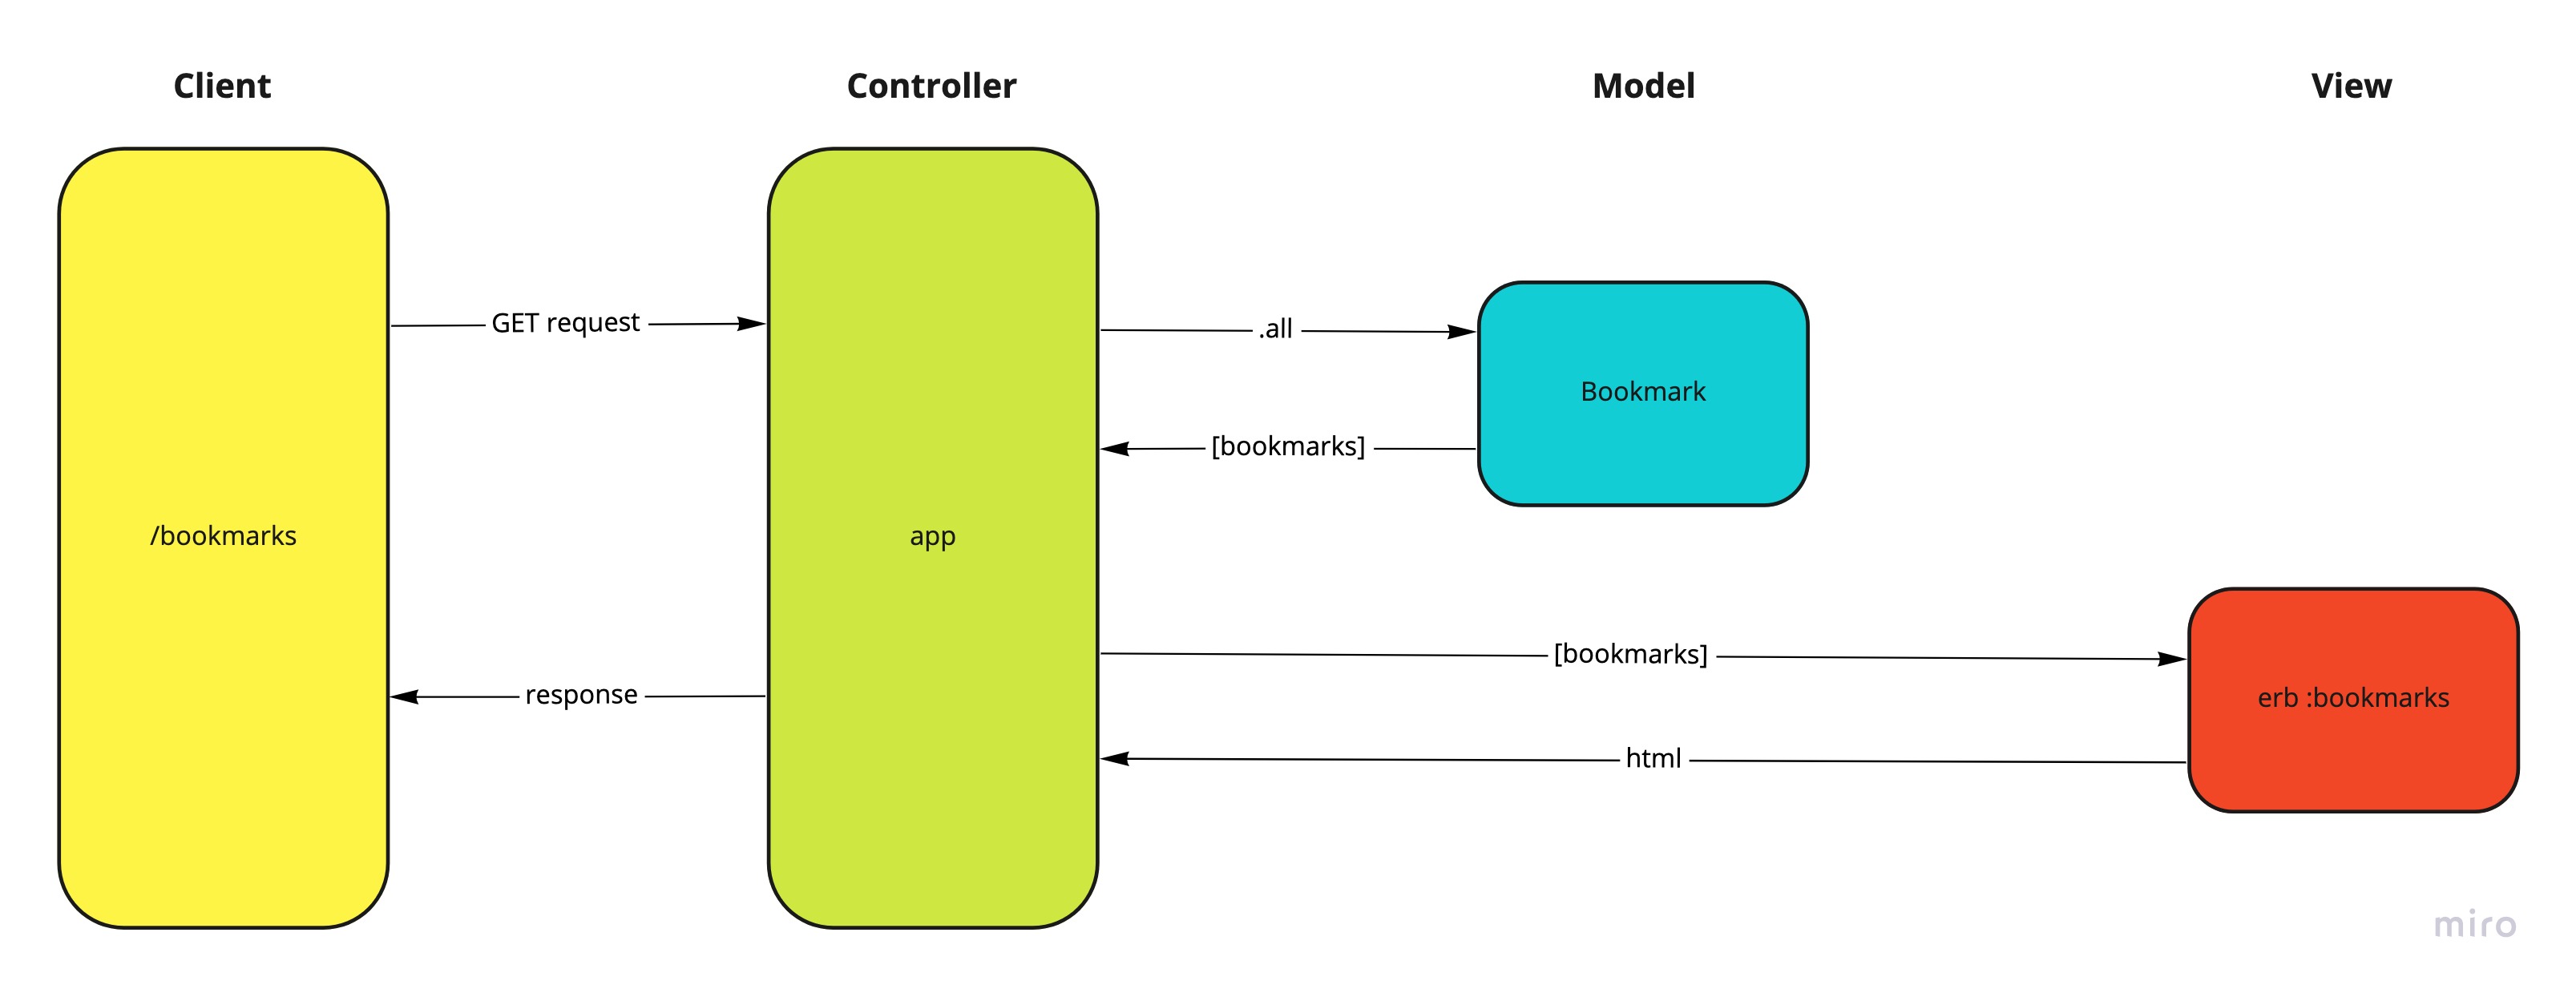 Client
Controller
Model
View
GET request
.all
Bookmark
[bookmarks]
/bookmarks
app
[bookmarks]
response
erb :bookmarks
html
miro